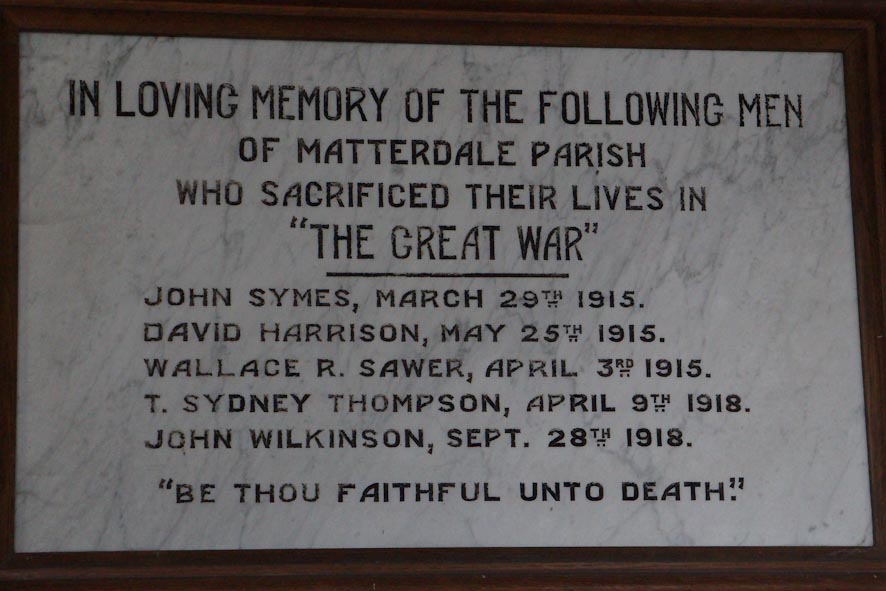 IN LOVING MEMORY OF THE FOLLOWING MEN
OF MATTERDALE PARISH
WHO SACRIFICED THEIR LIVES IN
"THE GREAT WAR"
JOHN SYMES, MARCH 29TH 1915.
DAVID HARRISON, MAY 25TH 1915.
WALLACE R. SAWER, APRIL 3RD 1915.
T. SYDNEY THOMPSON, APRIL 9TH 1918.
JOHN WILKINSON, SEPT. 28TH 1918.
"BE THOU FAITHFUL UNTO DEATH."